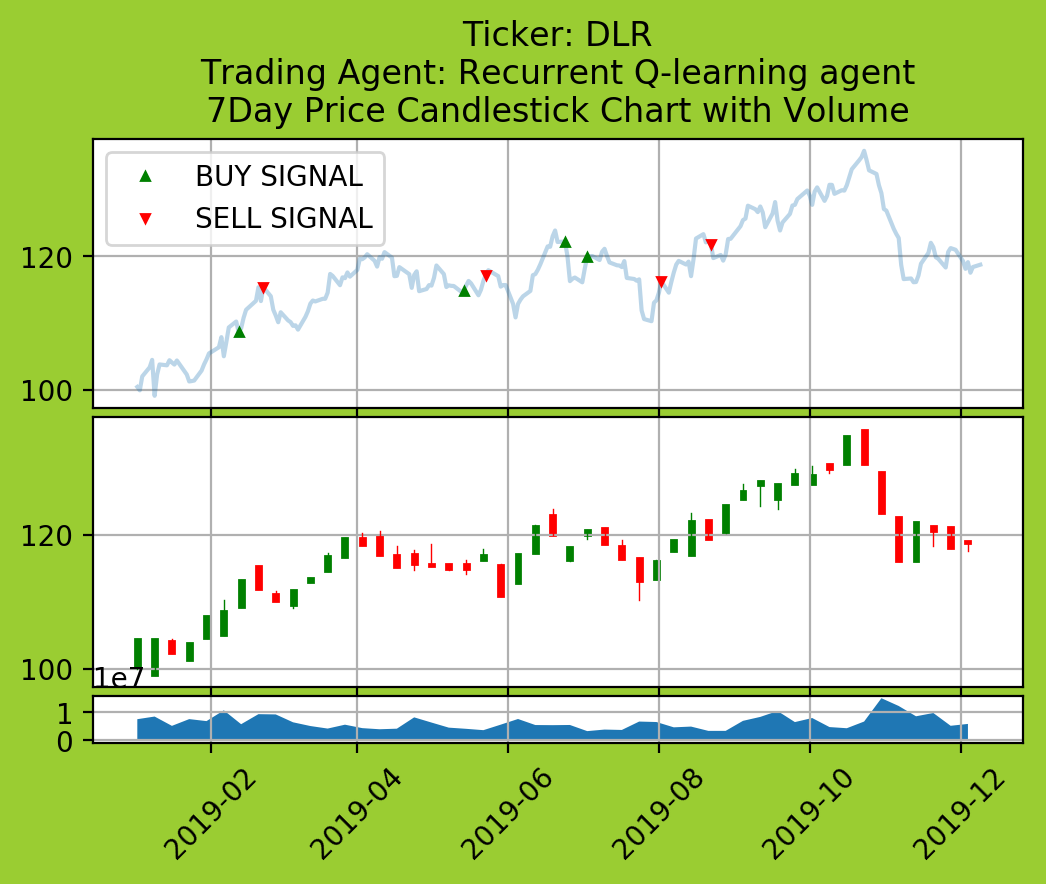 Ticker: DLR
Trading Agent: Recurrent Q-learning agent
7Day Price Candlestick Chart with Volume
BUY SIGNAL
SELL SIGNAL
120
100
120
100
1e7
1
0
2019-02
2019-04
2019-06
2019-08
2019-10
2019-12